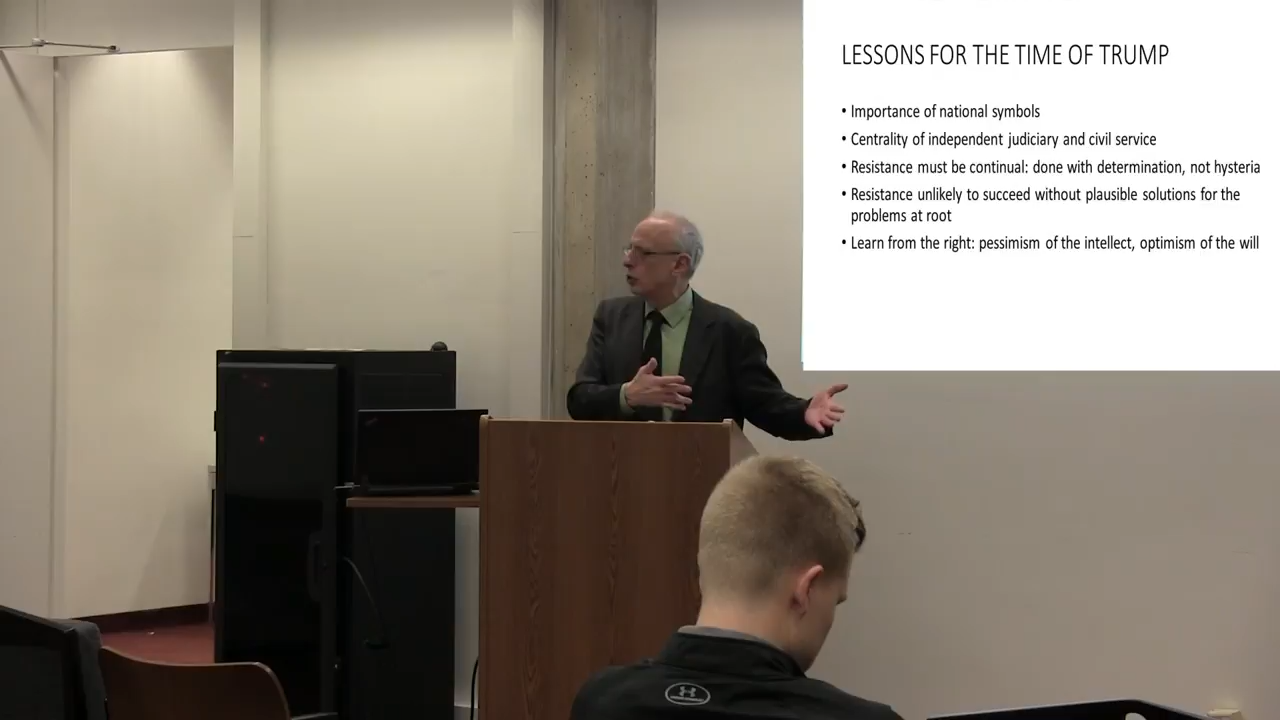 LESSONS FOR THE TIME OF TRUMP
• Importance of national symbols
• Centrality of independent judiciary and civil service
• Resistance must be continual: done with determination, not hysteria
• Resistance unlikely to succeed without plausible solutions for the
problems at root
• Learn from the right: pessimism of the intellect, optimism of the will